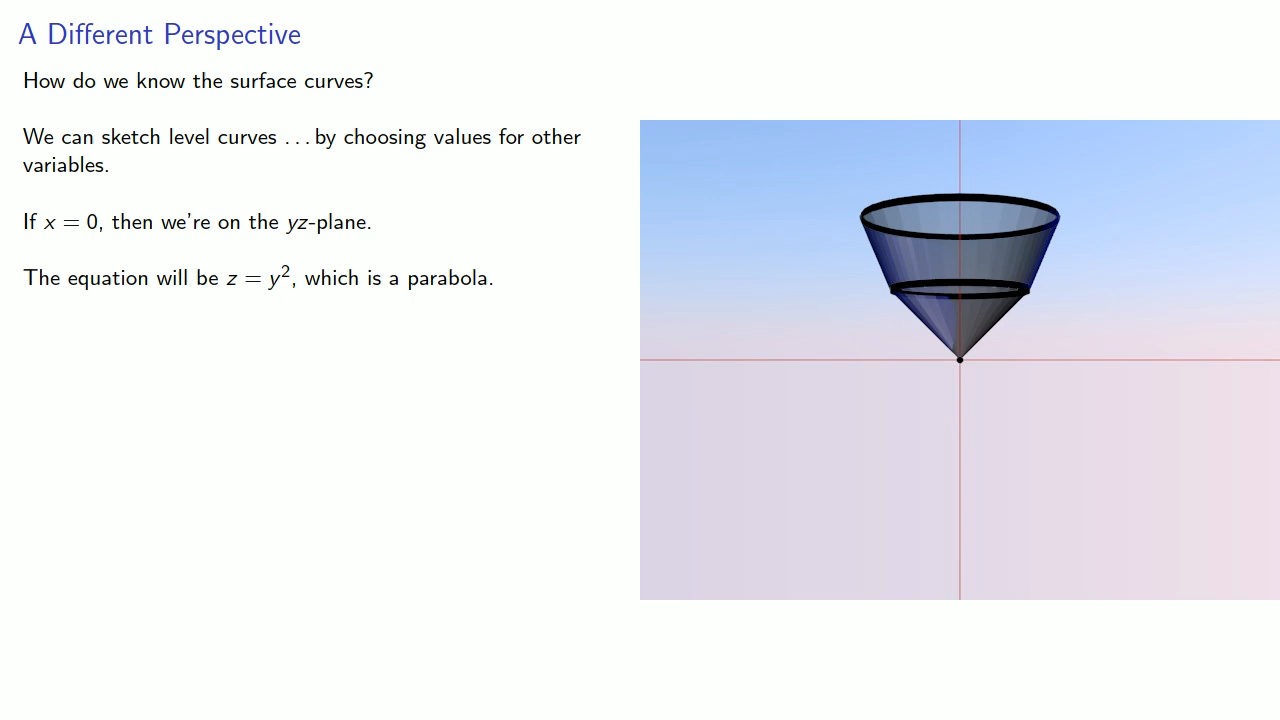 A Different Perspective
How do we know the surface curves?
We can sketch level curves ... by choosing values for other
variables.
If x = 0, then we're on the yz-plane.
The equation will be z = y², which is a parabola.